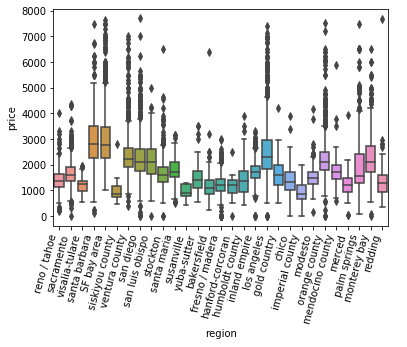 8000
7000
6000
5000
4000
3000
2000
1000
0
price
reno / tahoe
sacramento
visalia-tulare
santa barbara
SF bay area
siskiyou county
ventura county
san diego
san luis obispo
stockton
santa maria
susanville
yuba-sutter
bakersfield
fresno / madera
hanford-corcoran
humboldt county
inland empire
los angeles
gold country
chico
imperial county
modesto
orange county
mendocino county
merced
palm springs
monterey bay
redding
region